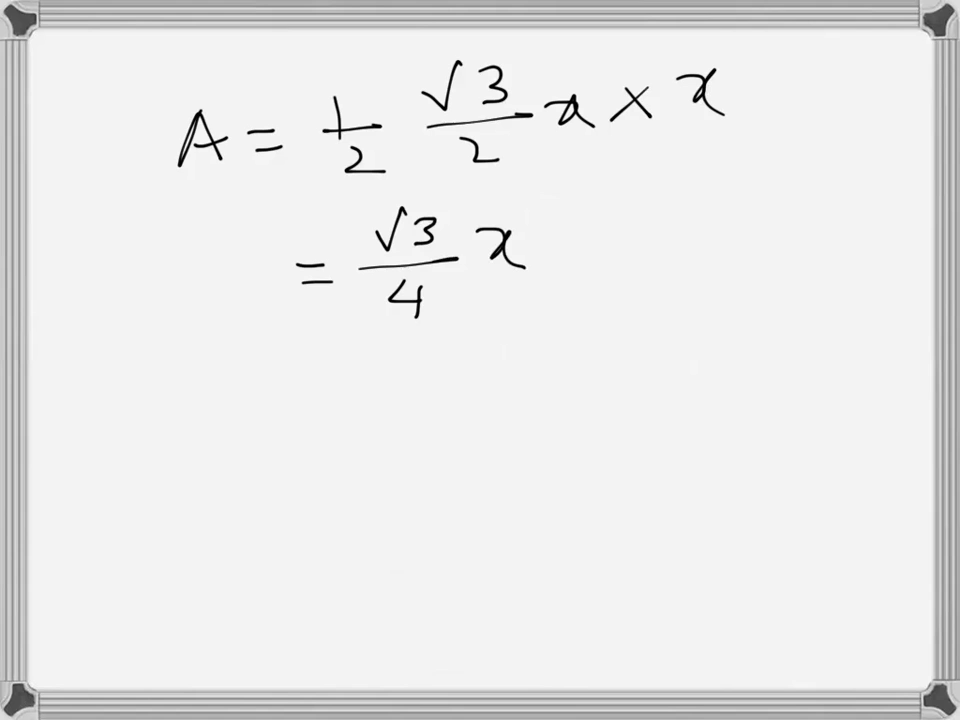 A = 1/2 √3/2 x × x
= √3/4 x